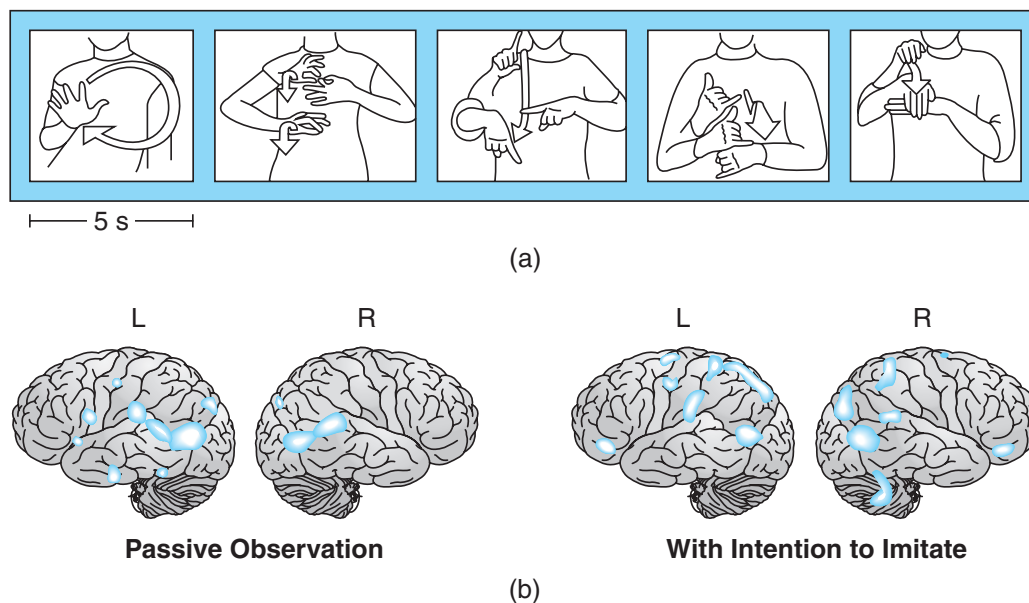 5 s
(a)
L R L R
Passive Observation With Intention to Imitate
(b)